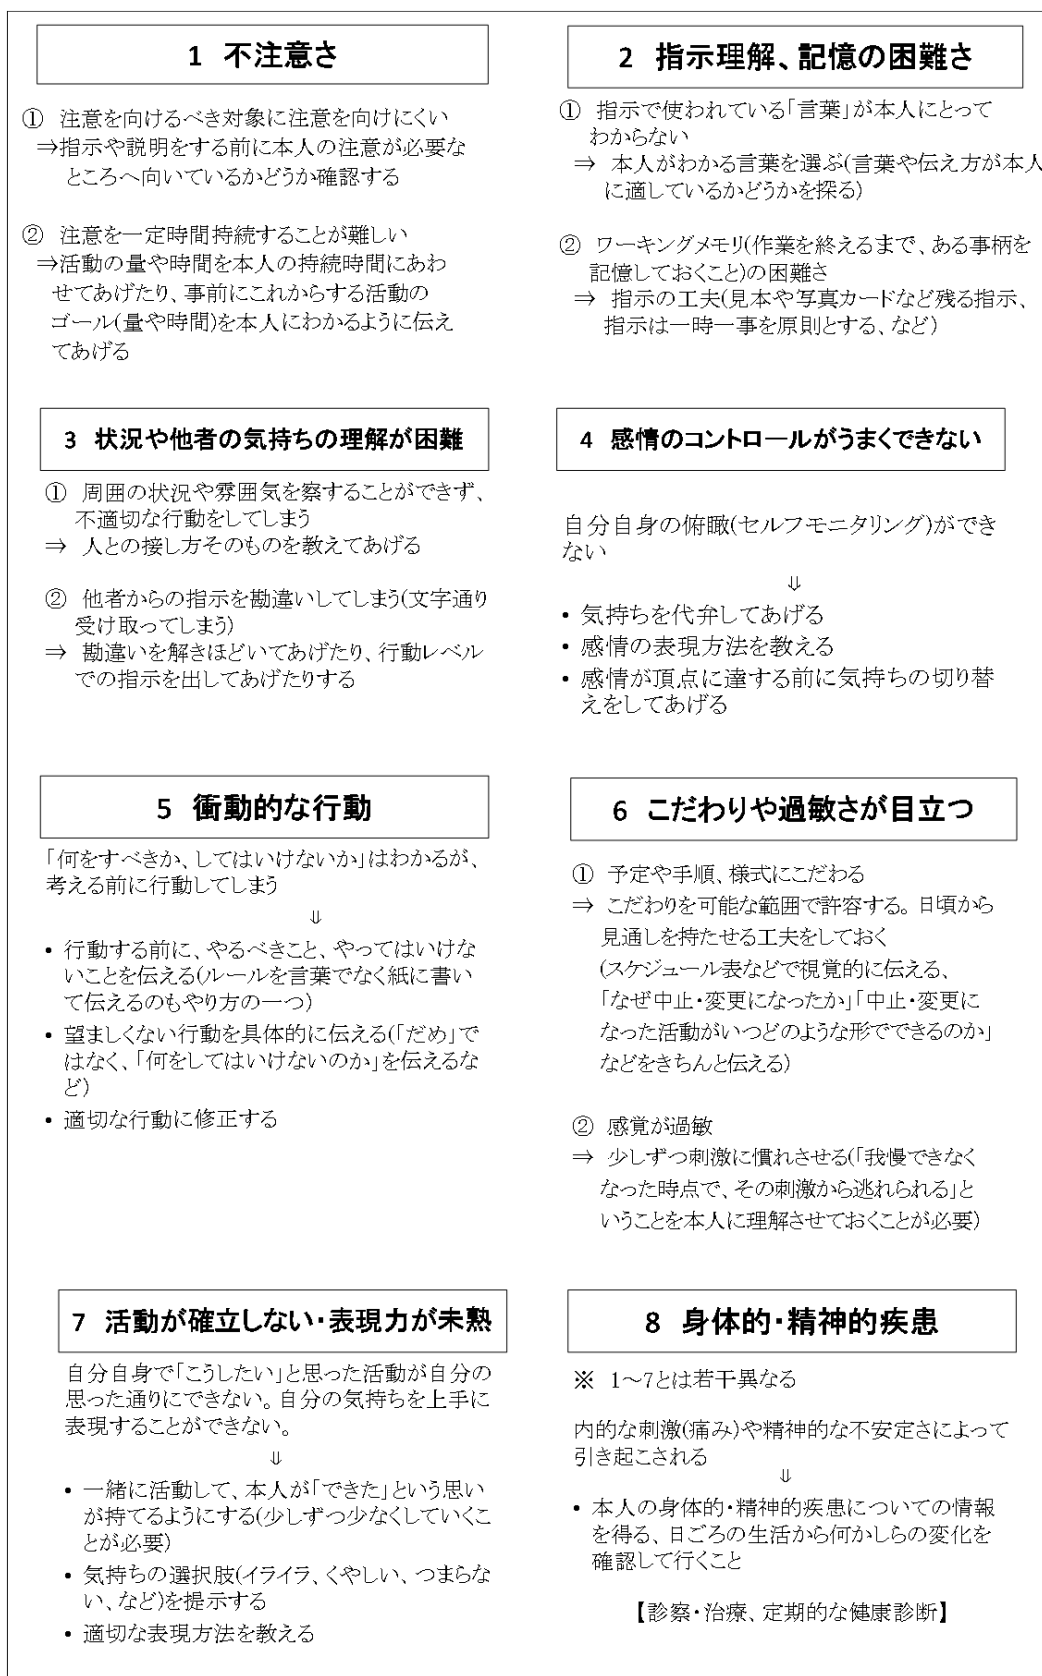 1 不注意さ
① 注意を向けるべき対象に注意を向けにくい
⇒指示や説明をする前に本人の注意が必要な
ところへ向いているかどうか確認する
② 注意を一定時間持続することが難しい
⇒活動の量や時間を本人の持続時間にあわ
せてあげたり、事前にこれからする活動の
ゴール(量や時間)を本人にわかるように伝え
てあげる
2 指示理解、記憶の困難さ
① 指示で使われている「言葉」が本人にとって
わからない
⇒ 本人がわかる言葉を選ぶ(言葉や伝え方が本人
に適しているかどうかを探る)
② ワーキングメモリ(作業を終えるまで、ある事柄を
記憶しておくこと)の困難さ
⇒ 指示の工夫(見本や写真カードなど残る指示、
指示は一時一事を原則とする、など)
3 状況や他者の気持ちの理解が困難
① 周囲の状況や雰囲気を察することができず、
不適切な行動をしてしまう
⇒ 人との接し方そのものを教えてあげる
② 他者からの指示を勘違いしてしまう(文字通り
受け取ってしまう)
⇒ 勘違いを解きほどいてあげたり、行動レベル
での指示を出してあげたりする
4 感情のコントロールがうまくできない
自分自身の俯瞰(セルフモニタリング)ができ
ない
⇓
• 気持ちを代弁してあげる
• 感情の表現方法を教える
• 感情が頂点に達する前に気持ちの切り替
えをしてあげる
5 衝動的な行動
「何をすべきか、してはいけないか」はわかるが、
考える前に行動してしまう
⇓
• 行動する前に、やるべきこと、やってはいけな
いことを伝える(ルールを言葉でなく紙に書い
て伝えるのもやり方の一つ)
• 望ましくない行動を具体的に伝える(「だめ」で
はなく、「何をしてはいけないのか」を伝えるな
ど)
• 適切な行動に修正する
6 こだわりや過敏さが目立つ
① 予定や手順、様式にこだわる
⇒ こだわりを可能な範囲で許容する。日頃から
見通しを持たせる工夫をしておく
(スケジュール表などで視覚的に伝える、
「なぜ中止・変更になったか」「中止・変更に
なった活動がいつどのような形でできるのか」
などをきちんと伝える)
② 感覚が過敏
⇒ 少しずつ刺激に慣れさせる(「我慢できなく
なった時点で、その刺激から逃れられる」と
いうことを本人に理解させておくことが必要)
7 活動が確立しない・表現力が未熟
自分自身で「こうしたい」と思った活動が自分の
思った通りにできない。自分の気持ちを上手に
表現することができない。
⇓
• 一緒に活動して、本人が「できた」という思い
が持てるようにする(少しずつ少なくしていくこ
とが必要)
• 気持ちの選択肢(イライラ、くやしい、つまらな
い、など)を提示する
• 適切な表現方法を教える
8 身体的・精神的疾患
※ 1～7とは若干異なる
内的な刺激(痛み)や精神的な不安定さによって
引き起こされる
⇓
• 本人の身体的・精神的疾患についての情報
を得る、日ごろの生活から何かしらの変化を
確認して行くこと
【診察・治療、定期的な健康診断】